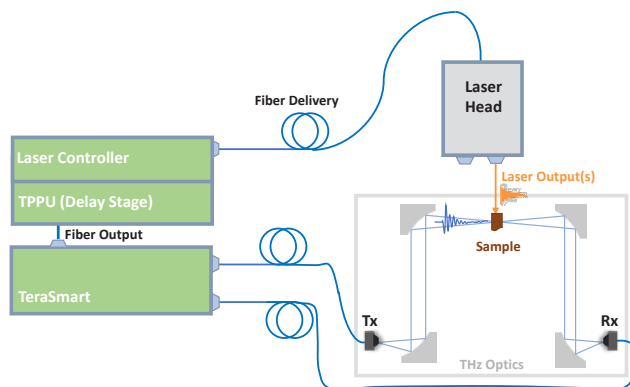 Laser
Head
Fiber Delivery
Laser Controller
TPPU (Delay Stage)
Laser Output(s)
Fiber Output
Sample
TeraSmart
Tx
Rx
THz Optics